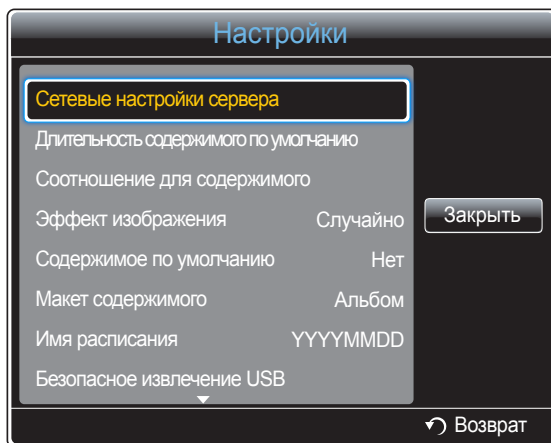 Настройки
Сетевые настройки сервера
Длительность содержимого по умолчанию
Соотношение для содержимого
Эффект изображения Случайно
Содержимое по умолчанию Нет
Макет содержимого Альбом
Имя расписания YYYYMMDD
Безопасное извлечение USB
Закрыть
Возврат